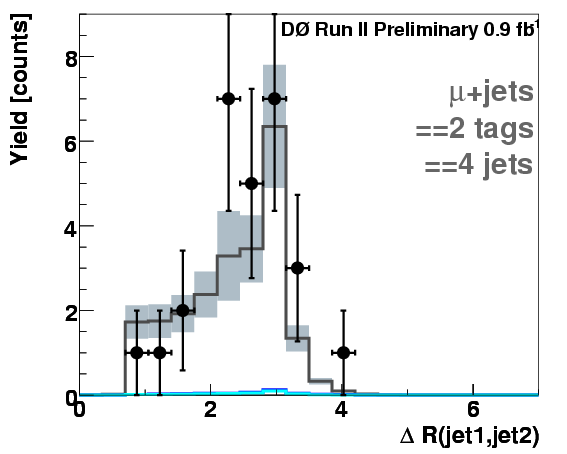 DØ Run II Preliminary 0.9 fb⁻¹
Yield [counts]
μ+jets
==2 tags
==4 jets
8
6
4
2
0
0 2 4 6
Δ R(jet1,jet2)